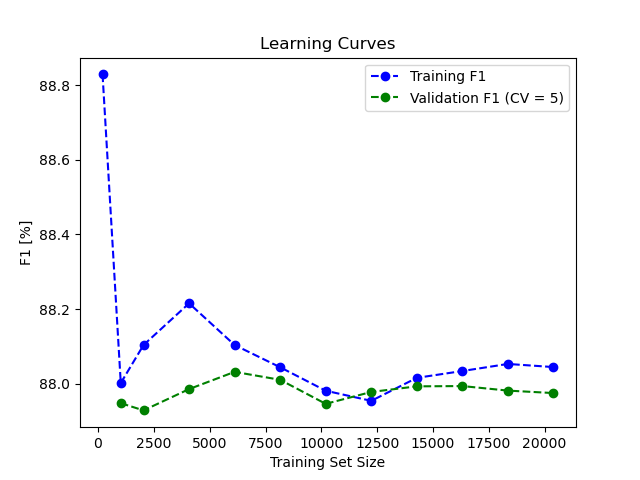 Learning Curves
Training F1
Validation F1 (CV = 5)
F1 [%]
88.8
88.6
88.4
88.2
88.0
0 2500 5000 7500 10000 12500 15000 17500 20000
Training Set Size